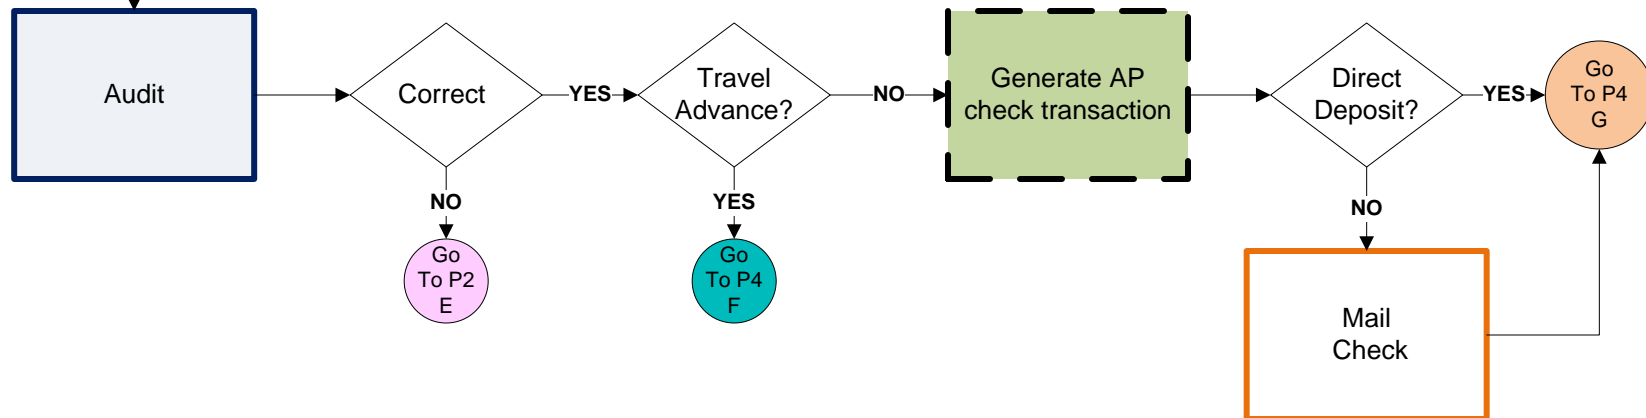 Audit
Correct
YES
Travel
Advance?
NO
Generate AP
check transaction
Direct
Deposit?
YES
Go
To P4
G
NO
Go
To P2
E
YES
Go
To P4
F
NO
Mail
Check